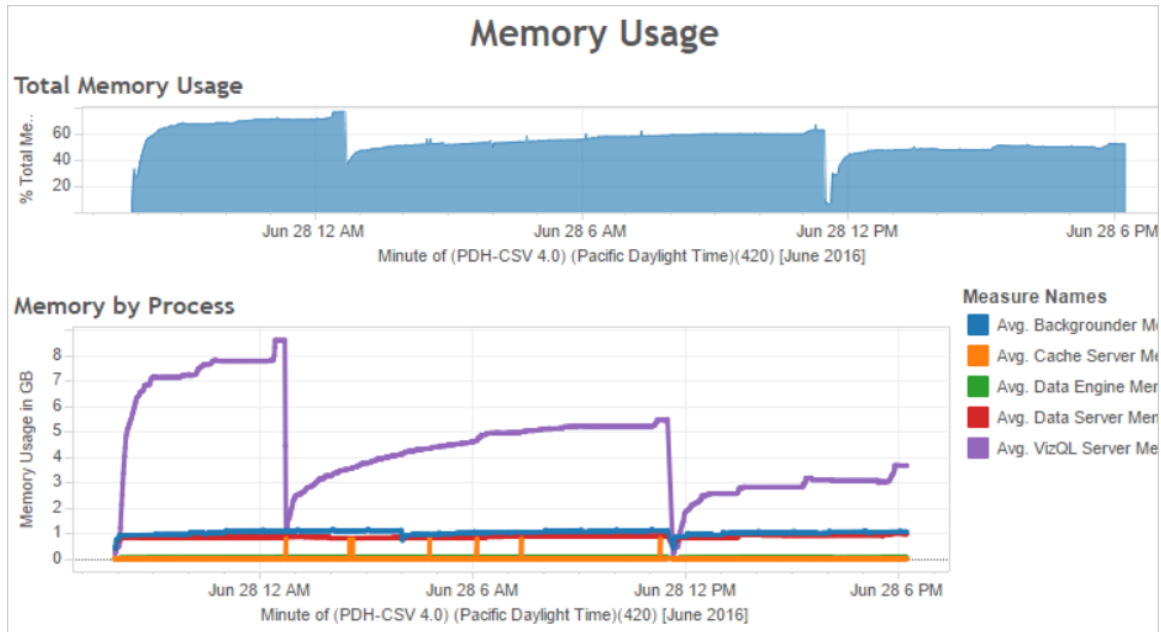 Memory Usage
Total Memory Usage
% Total Me..
60
40
20
Jun 28 12 AM
Jun 28 6 AM
Jun 28 12 PM
Jun 28 6 PM
Minute of (PDH-CSV 4.0) (Pacific Daylight Time)(420) [June 2016]
Memory by Process
Memory Usage in GB
8
7
6
5
4
3
2
1
0
Jun 28 12 AM
Jun 28 6 AM
Jun 28 12 PM
Jun 28 6 PM
Minute of (PDH-CSV 4.0) (Pacific Daylight Time)(420) [June 2016]
Measure Names
Avg. Backgrounder M
Avg. Cache Server Me
Avg. Data Engine Mer
Avg. Data Server Men
Avg. VizQL Server Me